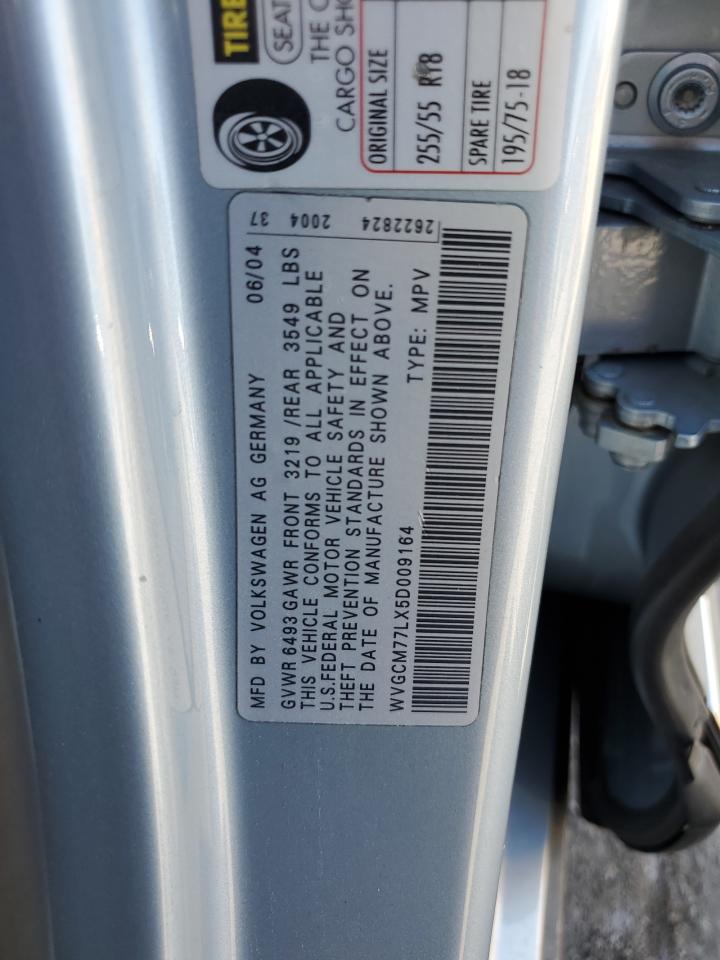 TIRE
SEAT
THE C
CARGO SHO
ORIGINAL SIZE
255/55 R18
SPARE TIRE
195/75-18
MFD BY VOLKSWAGEN AG GERMANY 06/04
GVWR 6493 GAWR FRONT 3219 /REAR 3549 LBS
THIS VEHICLE CONFORMS TO ALL APPLICABLE
U.S.FEDERAL MOTOR VEHICLE SAFETY AND
THEFT PREVENTION STANDARDS IN EFFECT ON
THE DATE OF MANUFACTURE SHOWN ABOVE.
WVGCM77LX5D009164 TYPE: MPV
2622824 2004 37